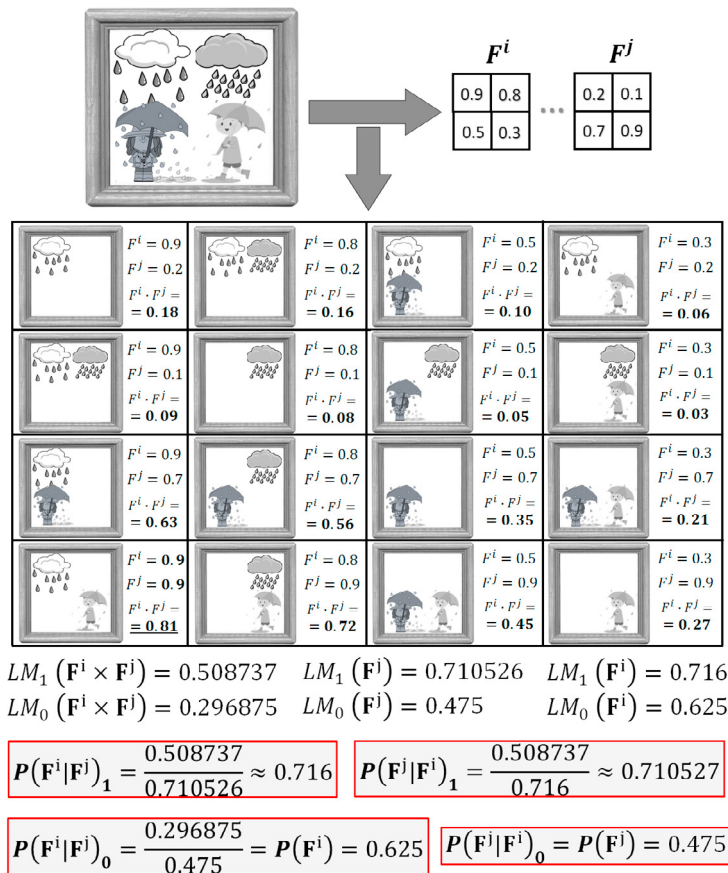 F^i F^j
0.9 0.8 ... 0.2 0.1
0.5 0.3 0.7 0.9
F^i = 0.9 F^i = 0.8 F^i = 0.5 F^i = 0.3
F^j = 0.2 F^j = 0.2 F^j = 0.2 F^j = 0.2
F^i · F^j = F^i · F^j = F^i · F^j = F^i · F^j =
= 0.18 = 0.16 = 0.10 = 0.06
F^i = 0.9 F^i = 0.8 F^i = 0.5 F^i = 0.3
F^j = 0.1 F^j = 0.1 F^j = 0.1 F^j = 0.1
F^i · F^j = F^i · F^j = F^i · F^j = F^i · F^j =
= 0.09 = 0.08 = 0.05 = 0.03
F^i = 0.9 F^i = 0.8 F^i = 0.5 F^i = 0.3
F^j = 0.7 F^j = 0.7 F^j = 0.7 F^j = 0.7
F^i · F^j = F^i · F^j = F^i · F^j = F^i · F^j =
= 0.63 = 0.56 = 0.35 = 0.21
F^i = 0.9 F^i = 0.8 F^i = 0.5 F^i = 0.3
F^j = 0.9 F^j = 0.9 F^j = 0.9 F^j = 0.9
F^i · F^j = F^i · F^j = F^i · F^j = F^i · F^j =
= 0.81 = 0.72 = 0.45 = 0.27
LM_1 (F^i × F^j) = 0.508737 LM_1 (F^j) = 0.710526 LM_1 (F^i) = 0.716
LM_0 (F^i × F^j) = 0.296875 LM_0 (F^j) = 0.475 LM_0 (F^i) = 0.625
P(F^i|F^j)_1 = 0.508737 / 0.710526 ≈ 0.716 P(F^j|F^i)_1 = 0.508737 / 0.716 ≈ 0.710527
P(F^i|F^j)_0 = 0.296875 / 0.475 = P(F^i) = 0.625 P(F^j|F^i)_0 = P(F^j) = 0.475